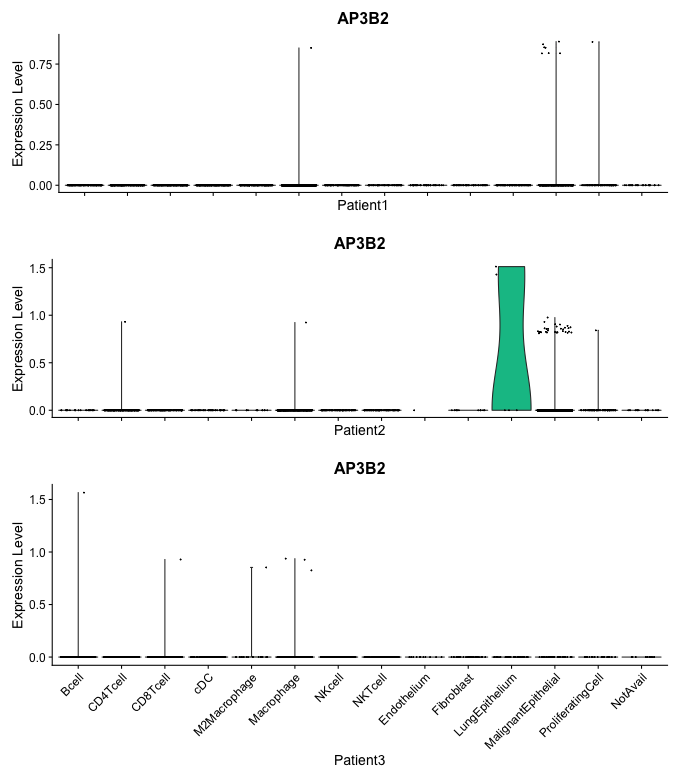 AP3B2
Expression Level
0.75
0.50
0.25
0.00
Patient1
AP3B2
Expression Level
1.5
1.0
0.5
0.0
Patient2
AP3B2
Expression Level
1.5
1.0
0.5
0.0
Bcell
CD4Tcell
CD8Tcell
cDC
M2Macrophage
Macrophage
NKcell
NKTcell
Endothelium
Fibroblast
LungEpithelium
MalignantEpithelial
ProliferatingCell
NotAvail
Patient3